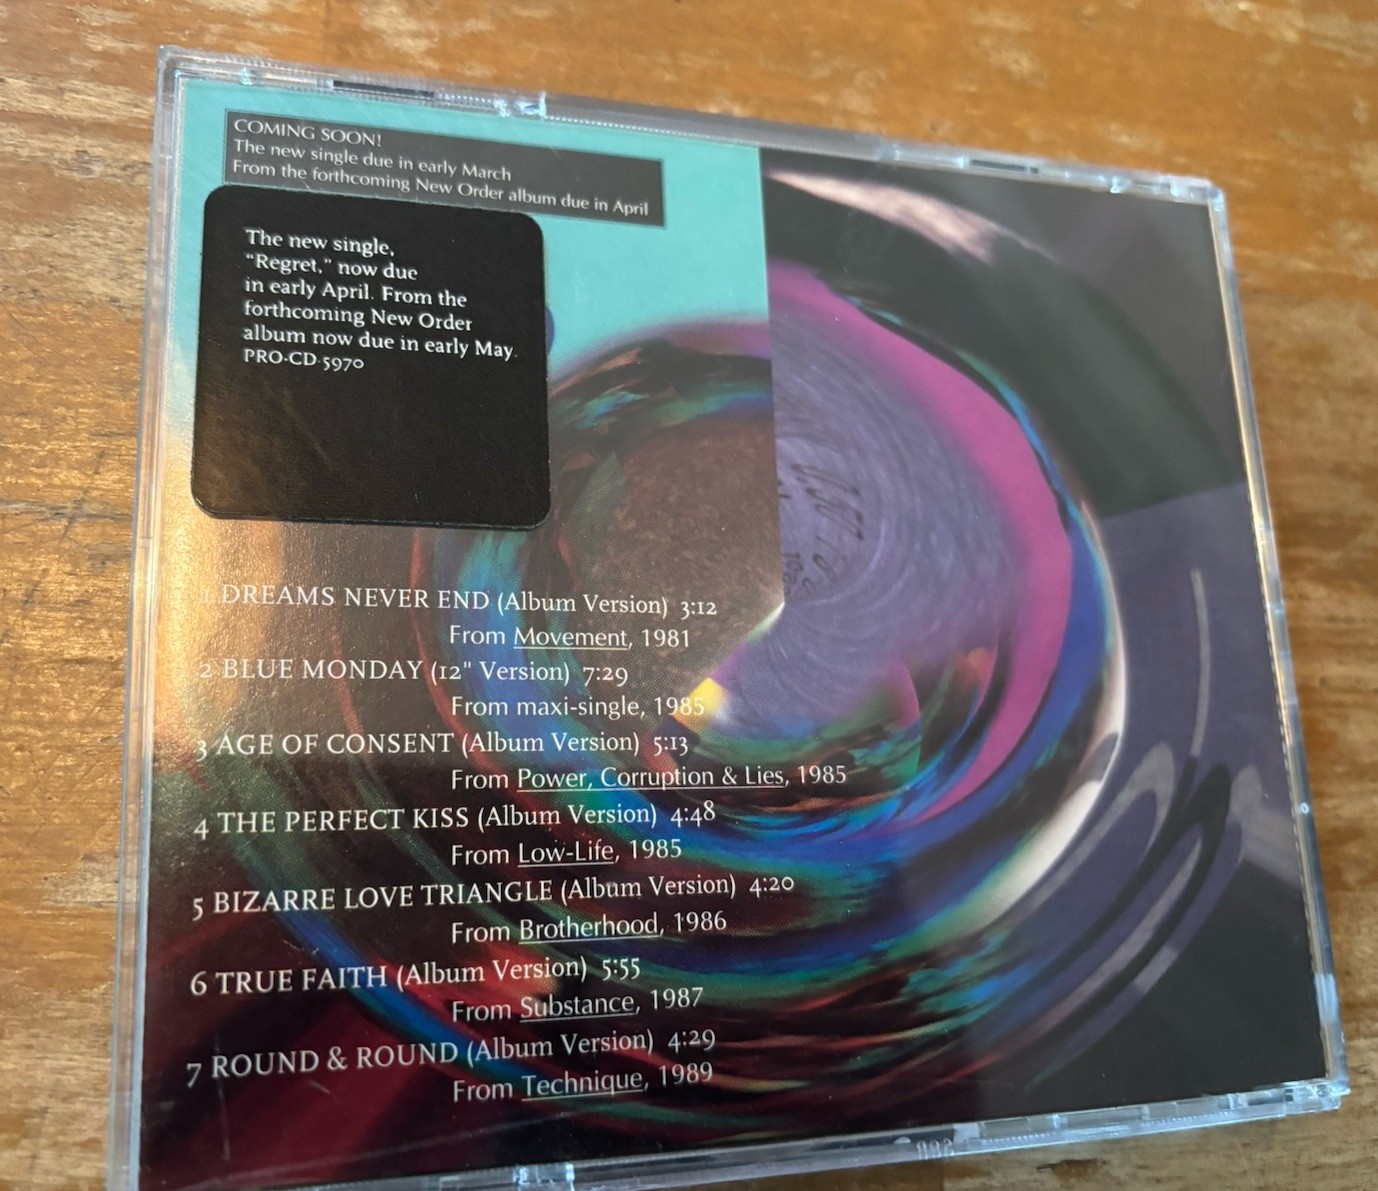 COMING SOON!
The new single due in early March
From the forthcoming New Order album due in April
The new single,
"Regret," now due
in early April. From the
forthcoming New Order
album now due in early May.
PRO-CD-5970
1 DREAMS NEVER END (Album Version) 3:12
From Movement, 1981
2 BLUE MONDAY (12" Version) 7:29
From maxi-single, 1985
3 AGE OF CONSENT (Album Version) 5:13
From Power, Corruption & Lies, 1985
4 THE PERFECT KISS (Album Version) 4:48
From Low-Life, 1985
5 BIZARRE LOVE TRIANGLE (Album Version) 4:20
From Brotherhood, 1986
6 TRUE FAITH (Album Version) 5:55
From Substance, 1987
7 ROUND & ROUND (Album Version) 4:29
From Technique, 1989